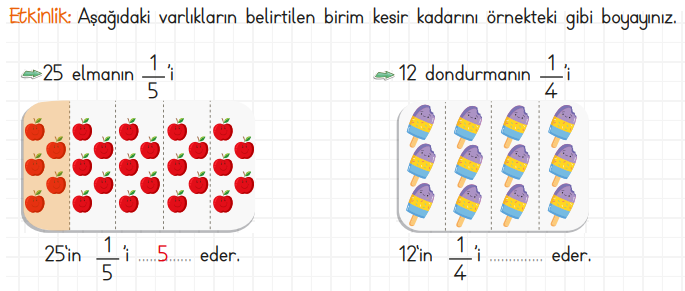 Etkinlik: Aşağıdaki varlıkların belirtilen birim kesir kadarını örnekteki gibi boyayınız.
25 elmanın 1/5'i
12 dondurmanın 1/4'i
25'in 1/5'i .....5...... eder.
12'in 1/4'i ............. eder.